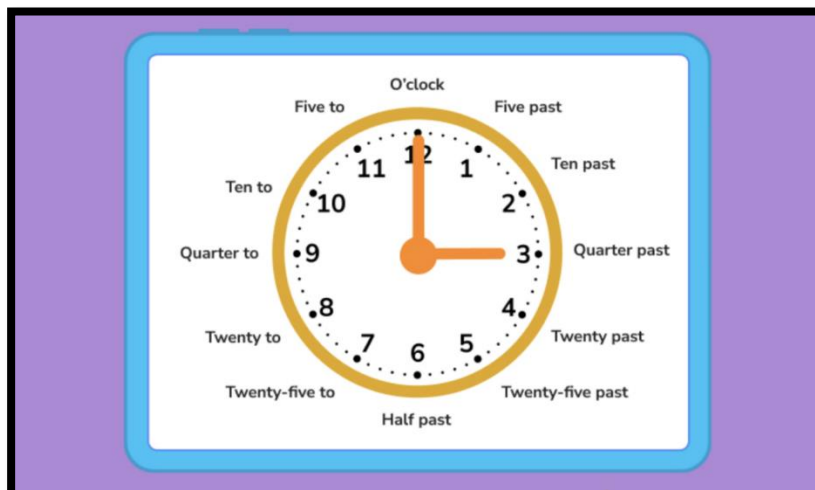 O'clock
Five to
Five past
Ten to
Ten past
Quarter to
Quarter past
Twenty to
Twenty past
Twenty-five to
Twenty-five past
Half past
12
11
1
10
2
9
3
8
4
7
5
6